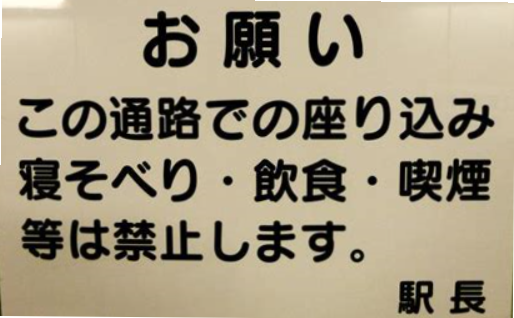 お願い
この通路での座り込み
寝そべり・飲食・喫煙
等は禁止します。
駅長